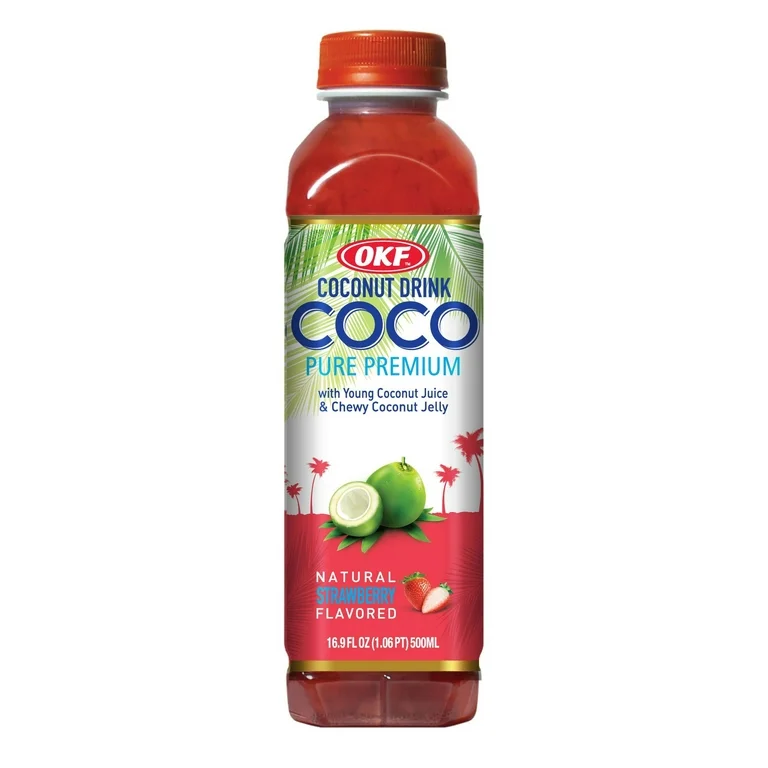 OKF
COCONUT DRINK
COCO
PURE PREMIUM
with Young Coconut Juice
& Chewy Coconut Jelly
NATURAL
STRAWBERRY
FLAVORED
16.9 FL OZ (1.06 PT) 500ML